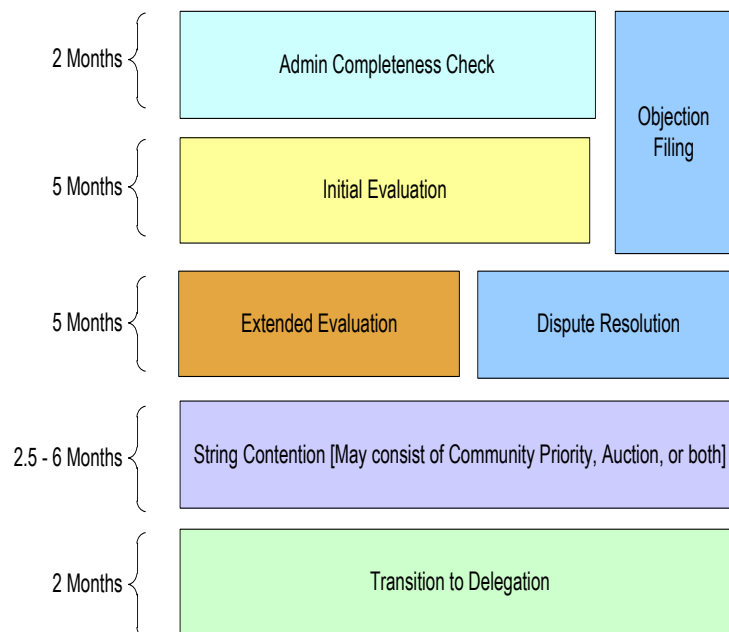 2 Months
Admin Completeness Check
Objection
Filing
5 Months
Initial Evaluation
5 Months
Extended Evaluation
Dispute Resolution
2.5 - 6 Months
String Contention [May consist of Community Priority, Auction, or both]
2 Months
Transition to Delegation